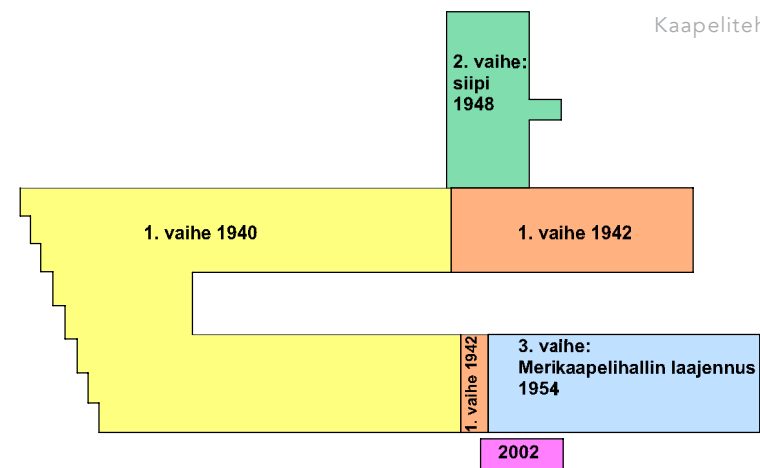 Kaapeliteh
2. vaihe:
siipi
1948
1. vaihe 1940
1. vaihe 1942
1. vaihe 1942
3. vaihe:
Merikaapelihallin laajennus
1954
2002